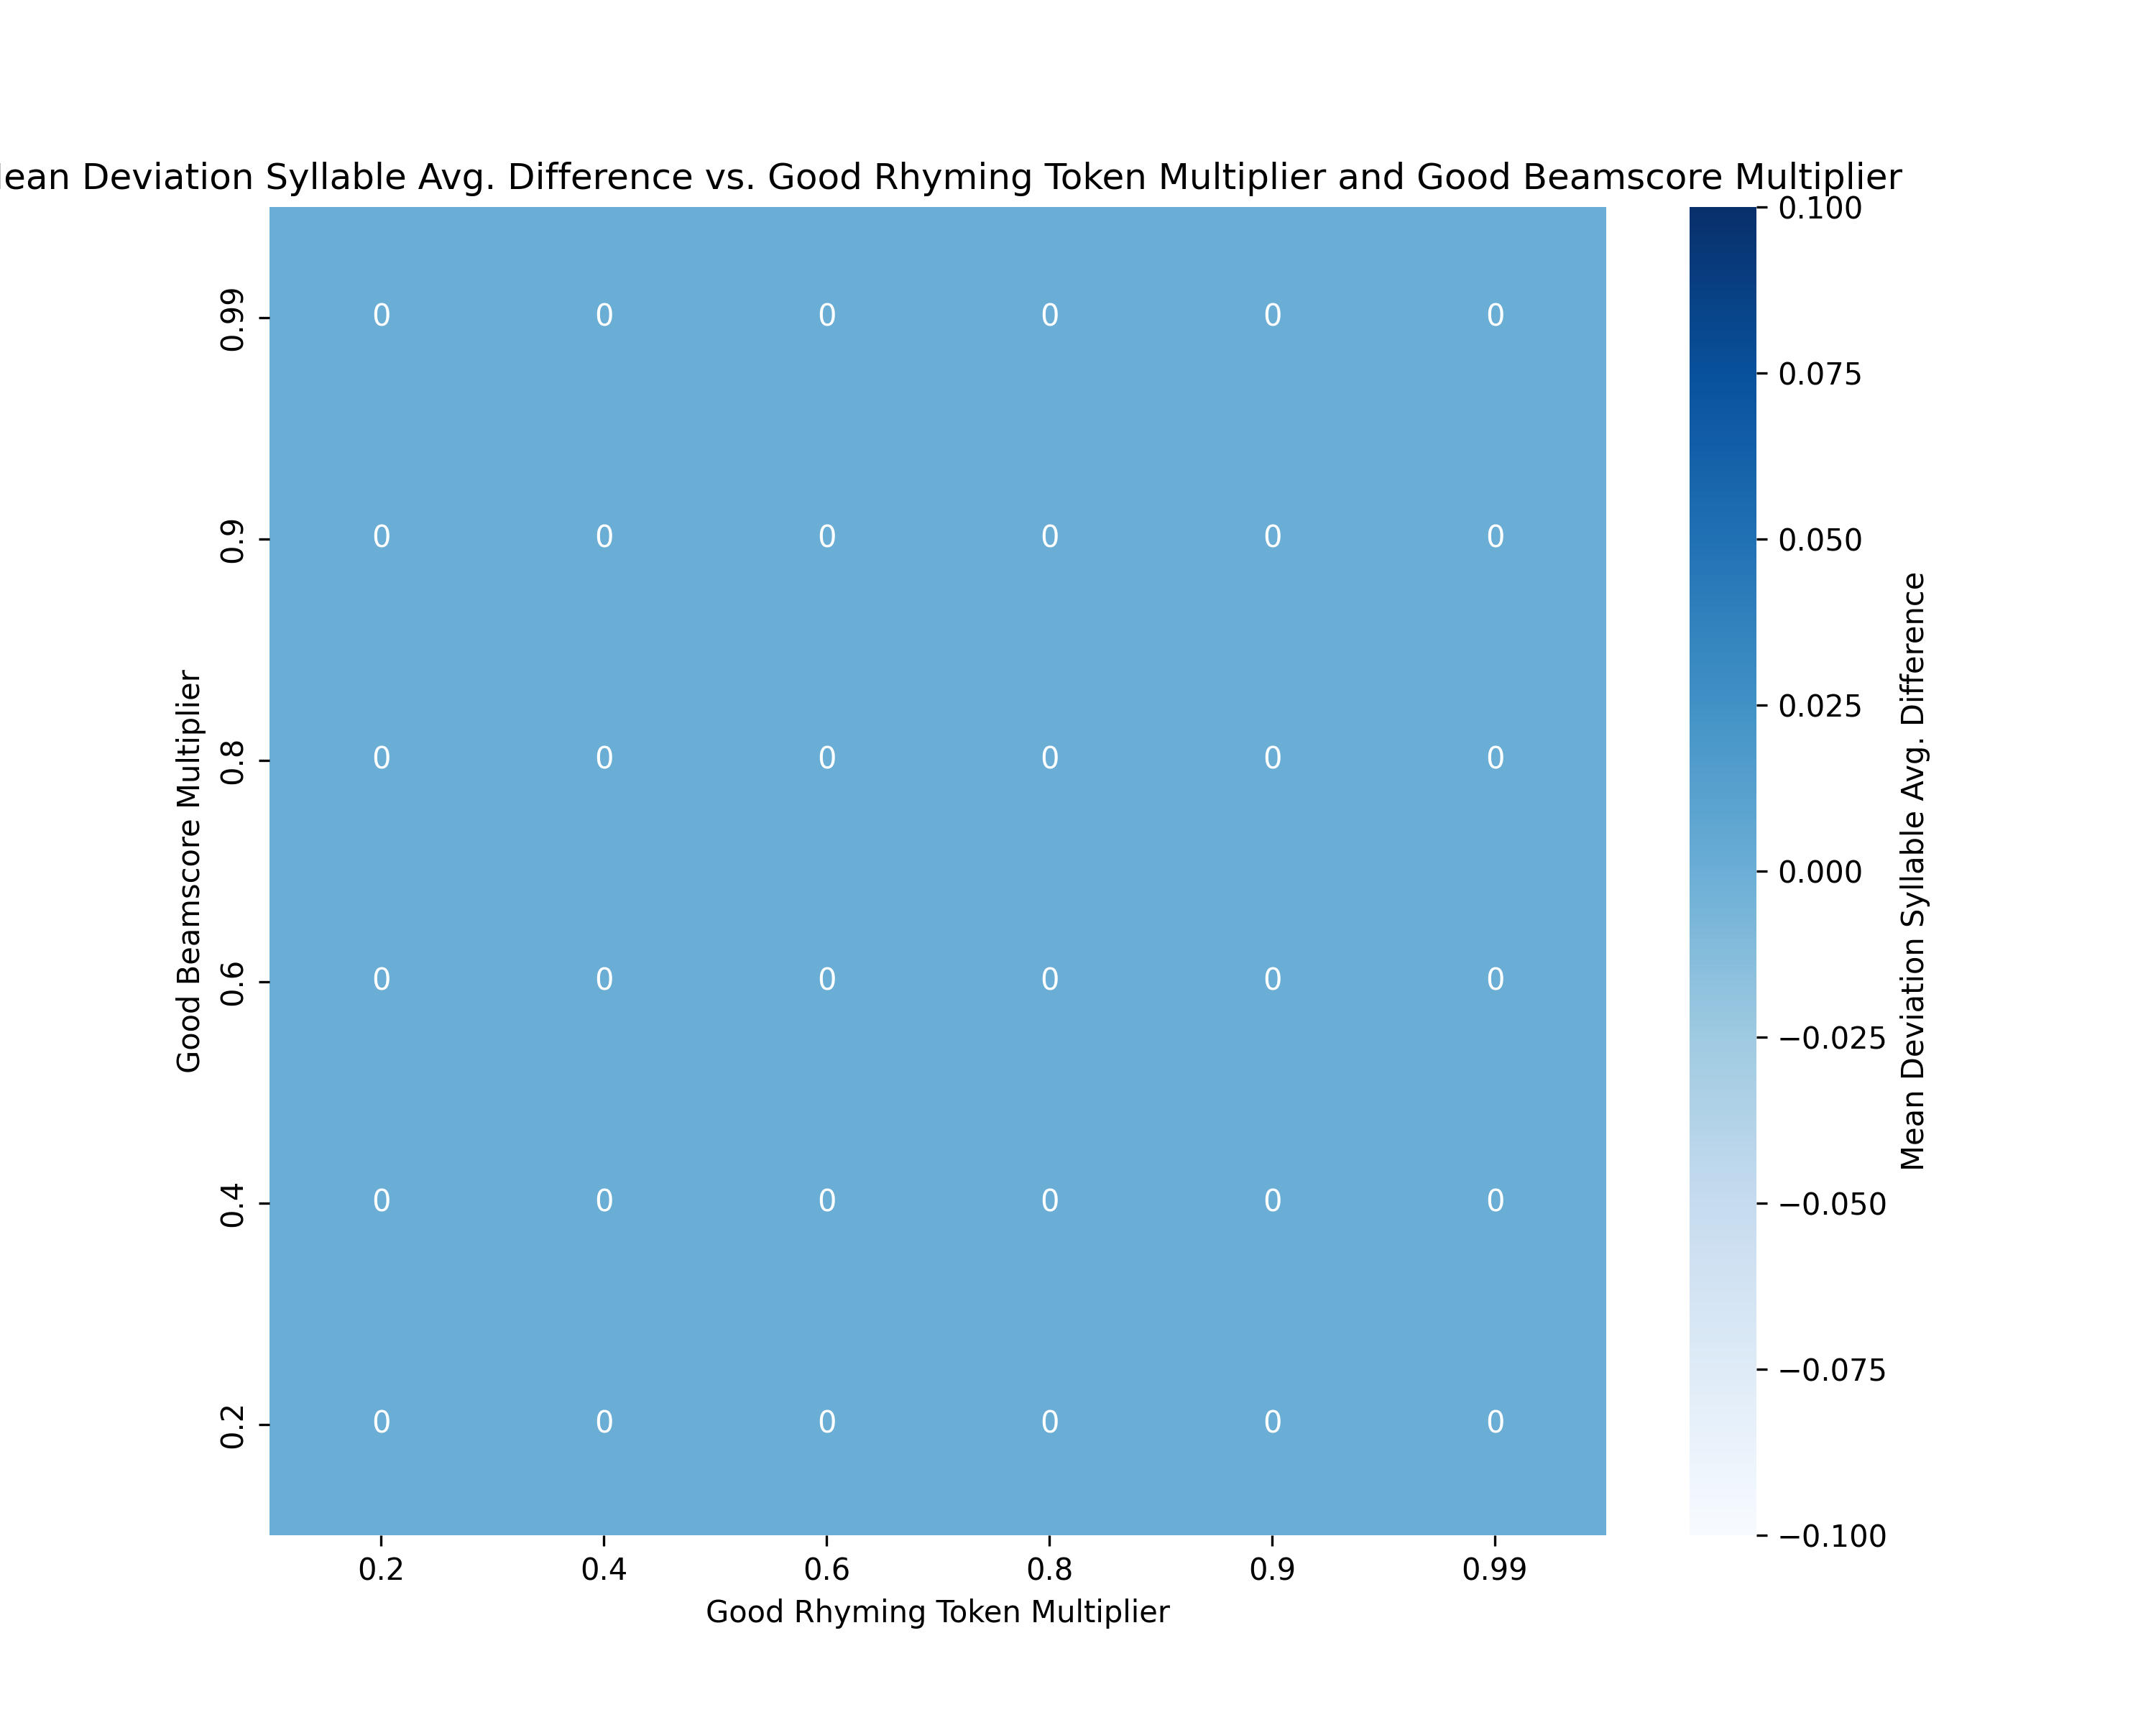 ean Deviation Syllable Avg. Difference vs. Good Rhyming Token Multiplier and Good Beamscore Multiplier
Good Beamscore Multiplier
0.99
0 0 0 0 0 0
0.9
0 0 0 0 0 0
0.8
0 0 0 0 0 0
0.6
0 0 0 0 0 0
0.4
0 0 0 0 0 0
0.2
0 0 0 0 0 0
0.2 0.4 0.6 0.8 0.9 0.99
Good Rhyming Token Multiplier
0.100
0.075
0.050
0.025
0.000
−0.025
−0.050
−0.075
−0.100
Mean Deviation Syllable Avg. Difference